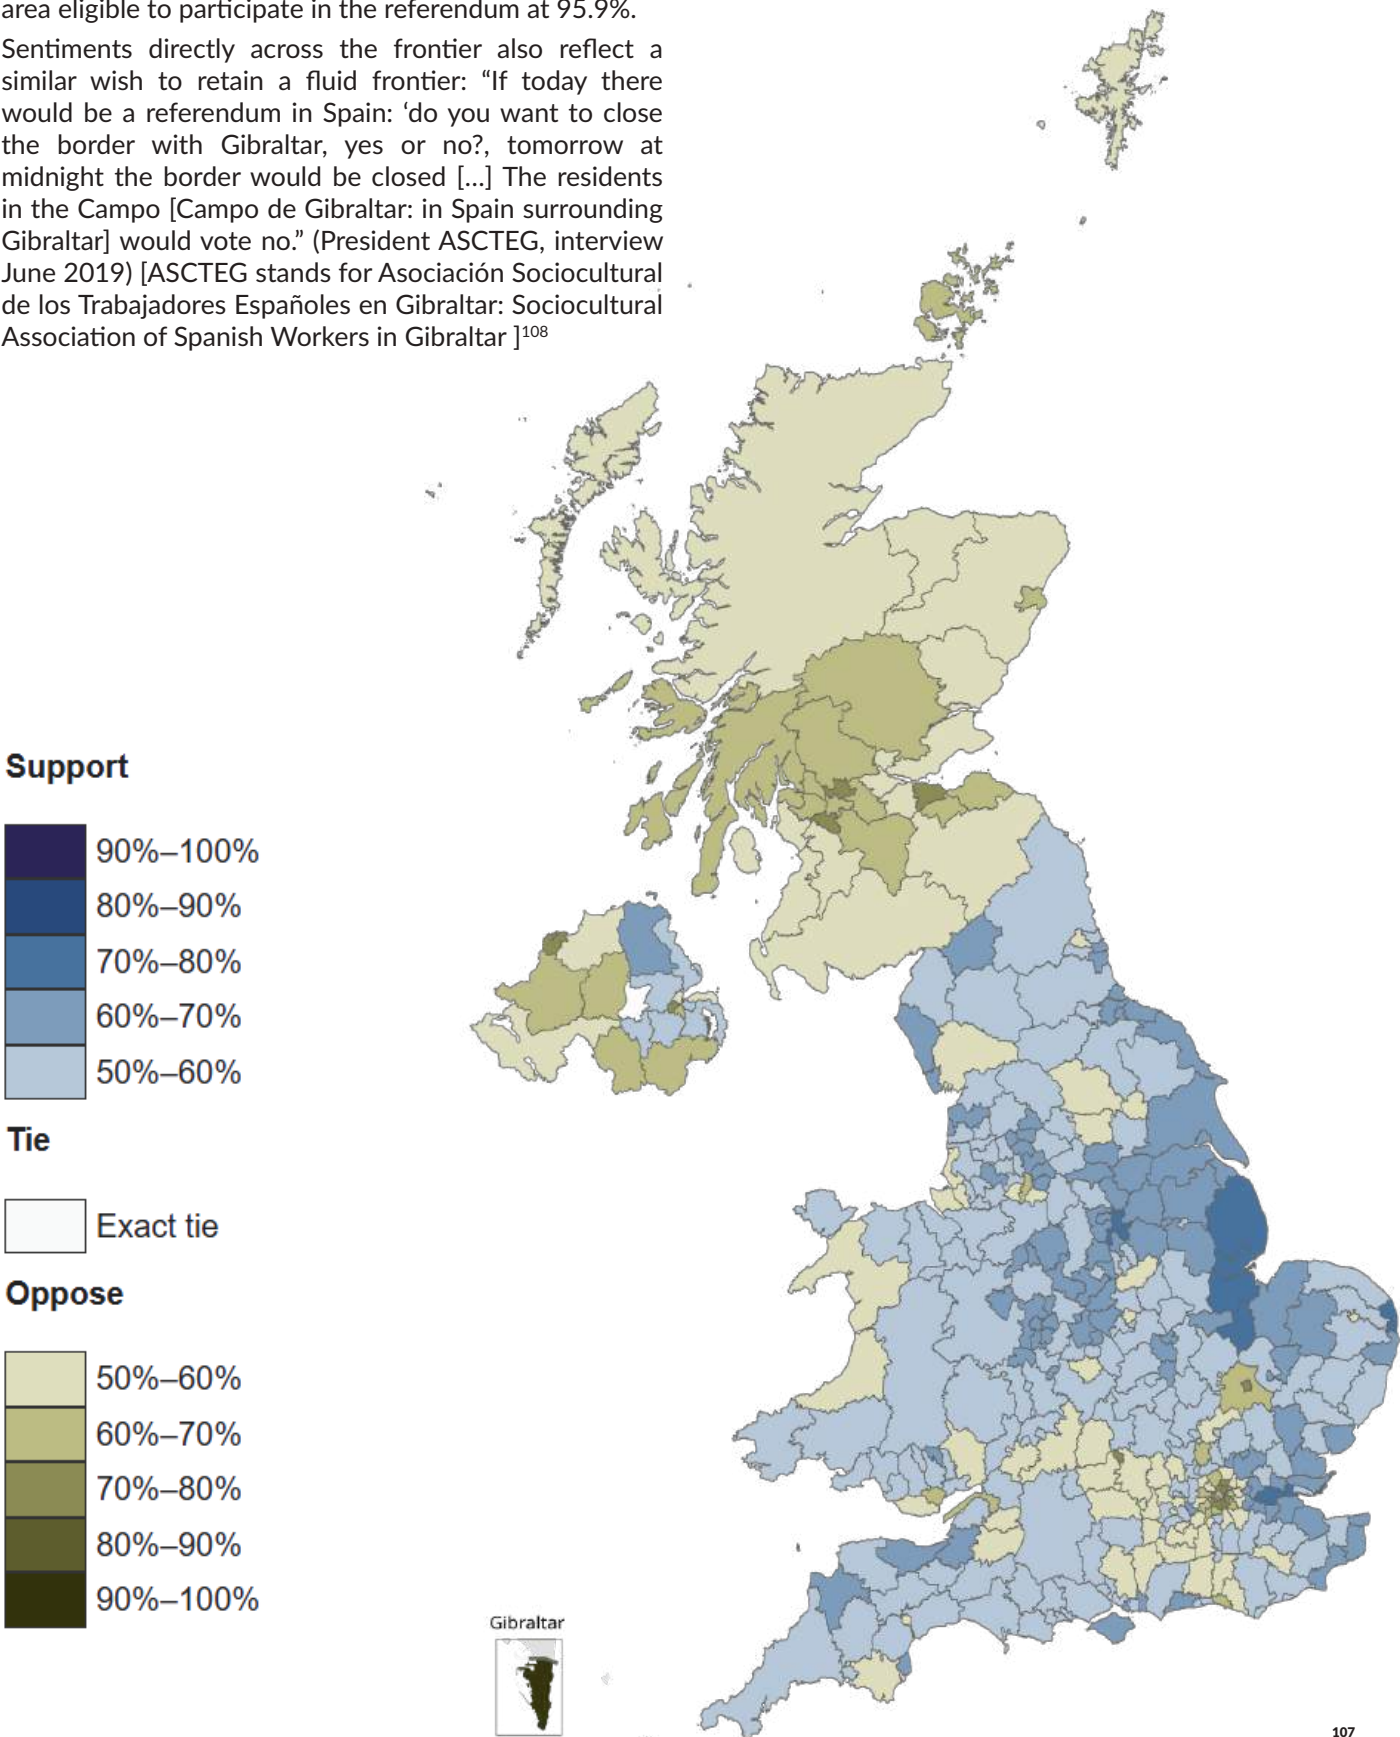 area eligible to participate in the referendum at 95.9%.
Sentiments directly across the frontier also reflect a
similar wish to retain a fluid frontier: “If today there
would be a referendum in Spain: ‘do you want to close
the border with Gibraltar, yes or no?, tomorrow at
midnight the border would be closed [...] The residents
in the Campo [Campo de Gibraltar: in Spain surrounding
Gibraltar] would vote no.” (President ASCTEG, interview
June 2019) [ASCTEG stands for Asociación Sociocultural
de los Trabajadores Españoles en Gibraltar: Sociocultural
Association of Spanish Workers in Gibraltar ]108
Support
90%–100%
80%–90%
70%–80%
60%–70%
50%–60%
Tie
Exact tie
Oppose
50%–60%
60%–70%
70%–80%
80%–90%
90%–100%
Gibraltar
107